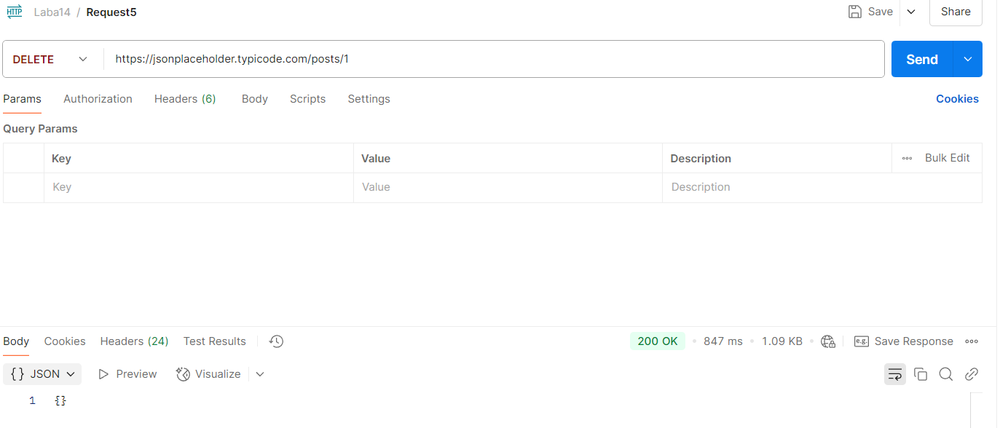 HTTP Laba14 / Request5 Save Share
DELETE https://jsonplaceholder.typicode.com/posts/1 Send
Params Authorization Headers (6) Body Scripts Settings Cookies
Query Params
Key Value Description Bulk Edit
Key Value Description
Body Cookies Headers (24) Test Results 200 OK 847 ms 1.09 KB e.g. Save Response
{} JSON Preview Visualize
1 {}